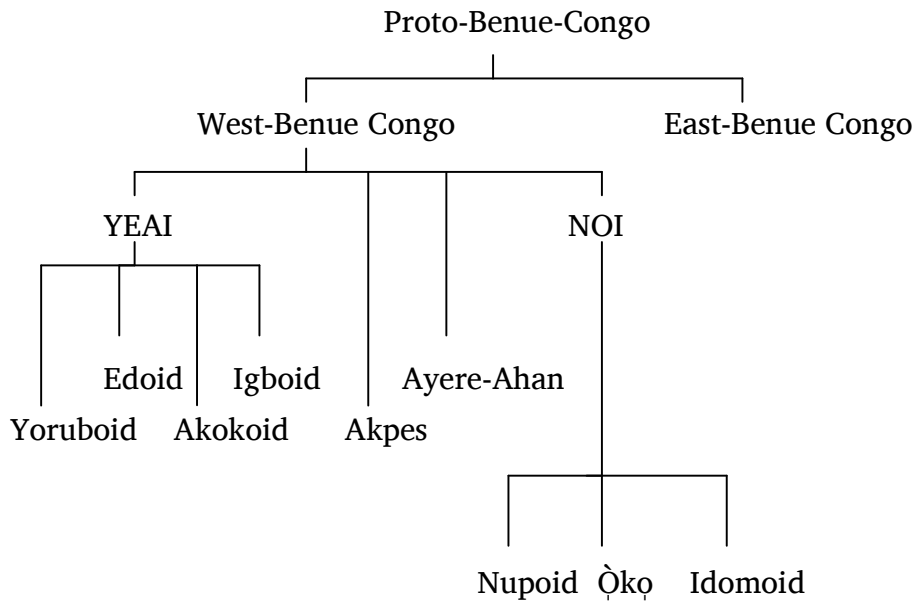 Proto-Benue-Congo
West-Benue Congo East-Benue Congo
YEAI NOI
Edoid Igboid Ayere-Ahan
Yoruboid Akokoid Akpes
Nupoid Ọ̀kọ Idomoid